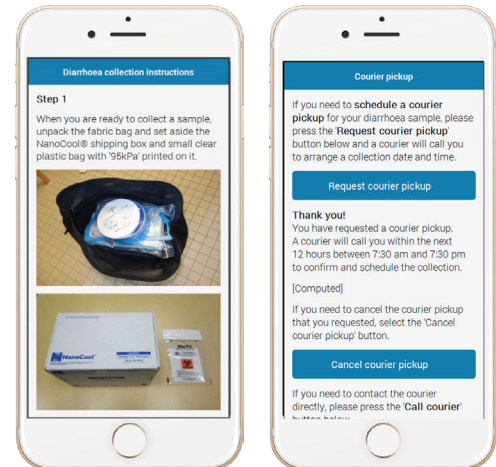 Diarrhoea collection instructions
Step 1
When you are ready to collect a sample,
unpack the fabric bag and set aside the
NanoCool® shipping box and small clear
plastic bag with '95kPa' printed on it.
NanoCool
95kPa
Courier pickup
If you need to schedule a courier
pickup for your diarrhoea sample, please
press the 'Request courier pickup'
button below and a courier will call you
to arrange a collection date and time.
Request courier pickup
Thank you!
You have requested a courier pickup.
A courier will call you within the next
12 hours between 7:30 am and 7:30 pm
to confirm and schedule the collection.
[Computed]
If you need to cancel the courier pickup
that you requested, select the 'Cancel
courier pickup' button.
Cancel courier pickup
If you need to contact the courier
directly, please press the 'Call courier'
button below